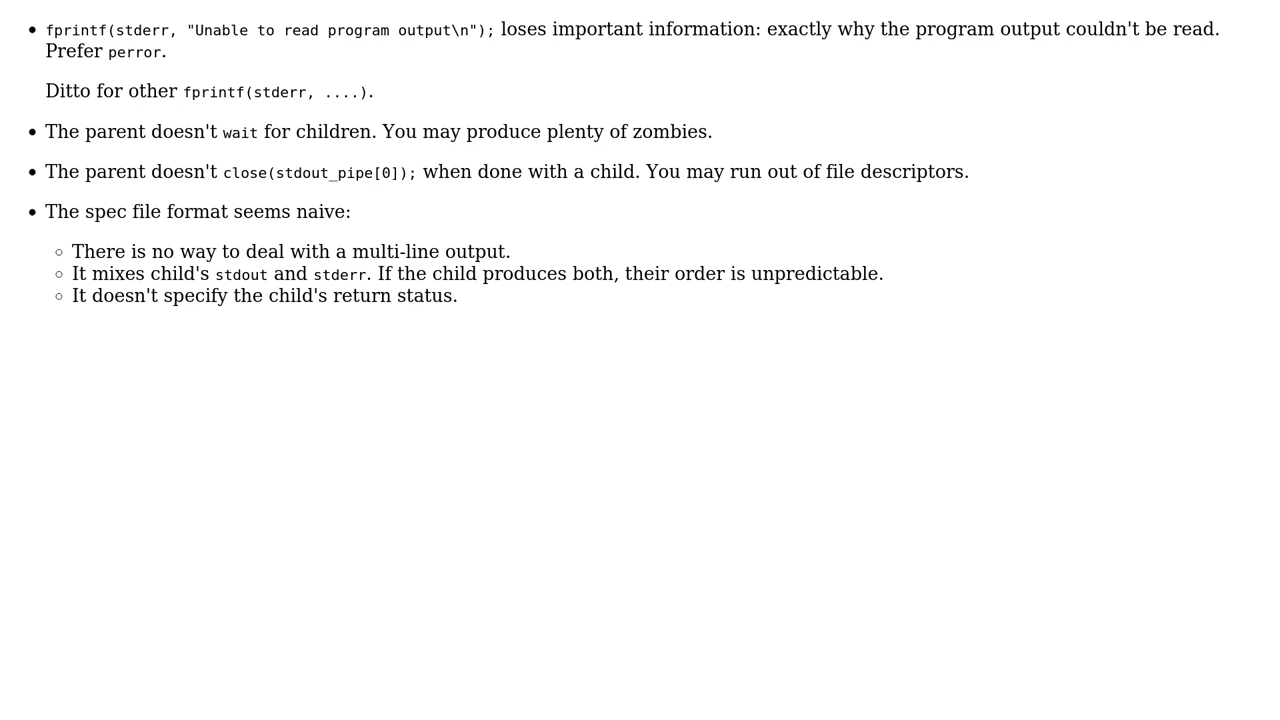 fprintf(stderr, "Unable to read program output\n"); loses important information: exactly why the program output couldn't be read.
Prefer perror.
Ditto for other fprintf(stderr, ....).
The parent doesn't wait for children. You may produce plenty of zombies.
The parent doesn't close(stdout_pipe[0]); when done with a child. You may run out of file descriptors.
The spec file format seems naive:
There is no way to deal with a multi-line output.
It mixes child's stdout and stderr. If the child produces both, their order is unpredictable.
It doesn't specify the child's return status.